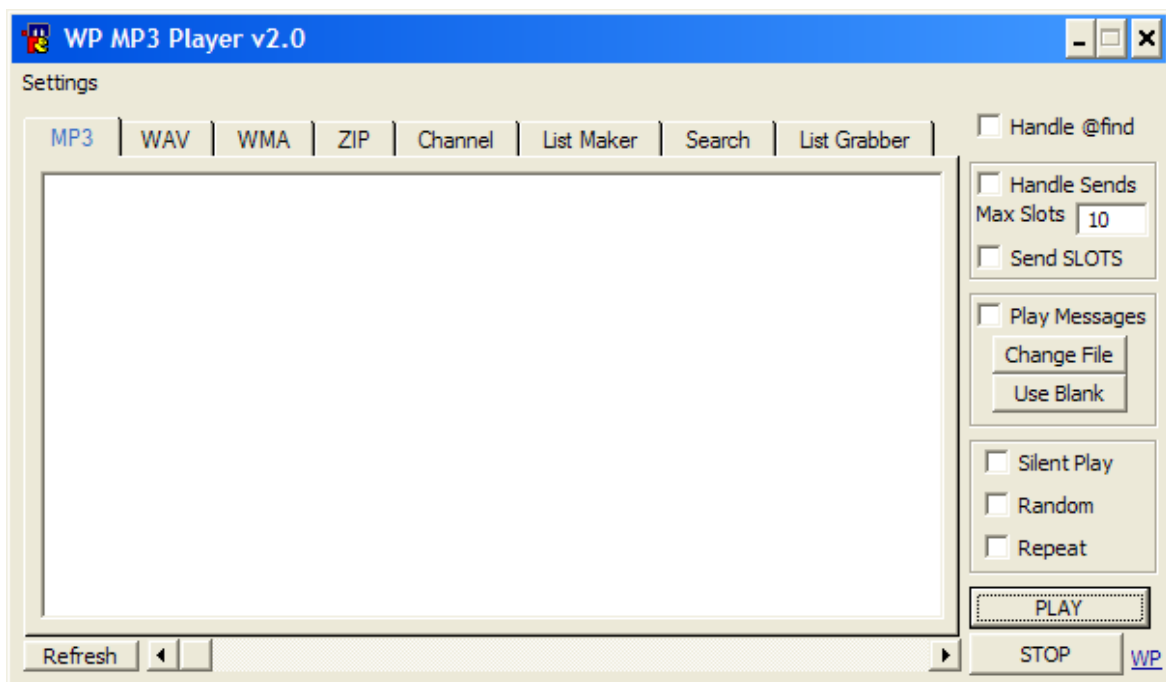 WP MP3 Player v2.0
Settings
MP3 WAV WMA ZIP Channel List Maker Search List Grabber
Handle @find
Handle Sends
Max Slots 10
Send SLOTS
Play Messages
Change File
Use Blank
Silent Play
Random
Repeat
PLAY
Refresh
STOP
WP